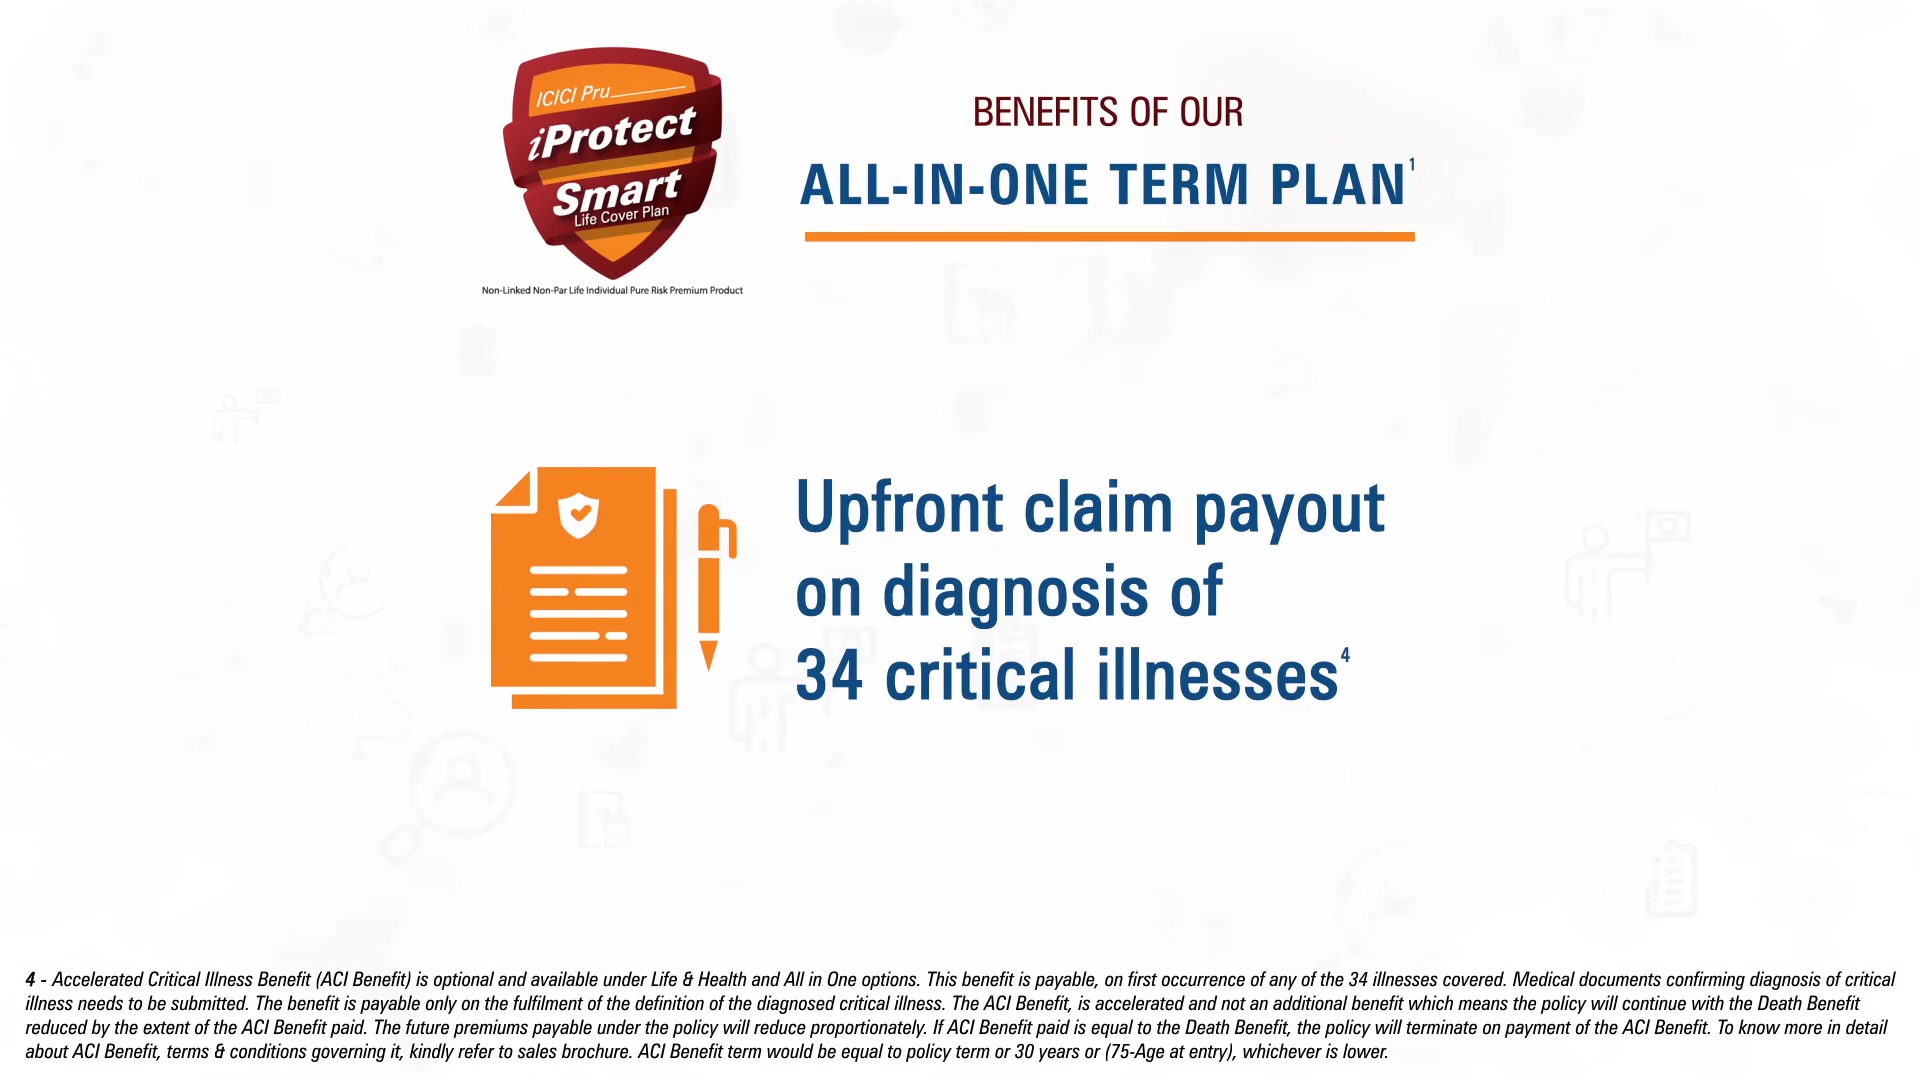 ICICI Pru
iProtect
Smart
Life Cover Plan
Non-Linked Non-Par Life Individual Pure Risk Premium Product
BENEFITS OF OUR
ALL-IN-ONE TERM PLAN¹
Upfront claim payout
on diagnosis of
34 critical illnesses⁴
4 - Accelerated Critical Illness Benefit (ACI Benefit) is optional and available under Life & Health and All in One options. This benefit is payable, on first occurrence of any of the 34 illnesses covered. Medical documents confirming diagnosis of critical
illness needs to be submitted. The benefit is payable only on the fulfilment of the definition of the diagnosed critical illness. The ACI Benefit, is accelerated and not an additional benefit which means the policy will continue with the Death Benefit
reduced by the extent of the ACI Benefit paid. The future premiums payable under the policy will reduce proportionately. If ACI Benefit paid is equal to the Death Benefit, the policy will terminate on payment of the ACI Benefit. To know more in detail
about ACI Benefit, terms & conditions governing it, kindly refer to sales brochure. ACI Benefit term would be equal to policy term or 30 years or (75-Age at entry), whichever is lower.